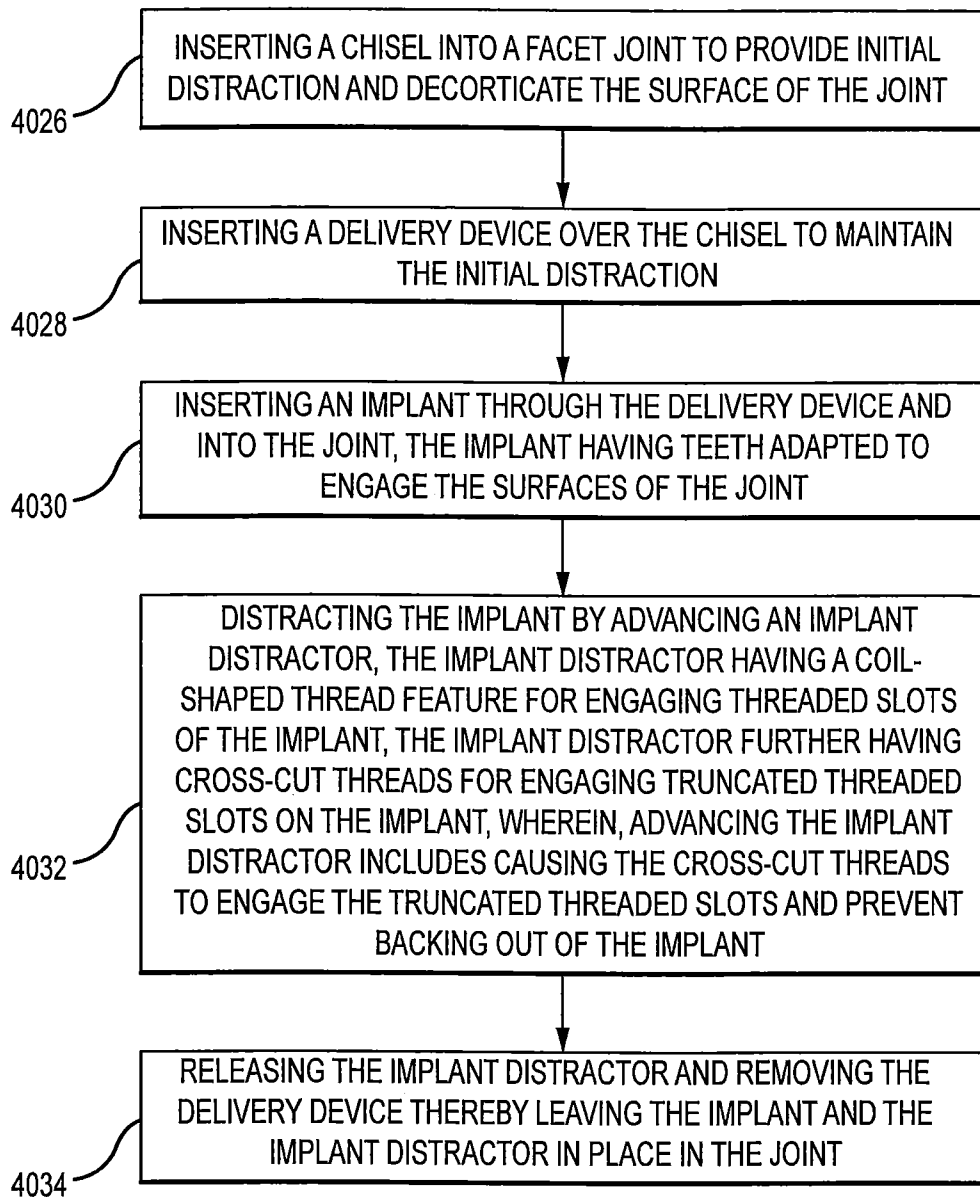 INSERTING A CHISEL INTO A FACET JOINT TO PROVIDE INITIAL
DISTRACTION AND DECORTICATE THE SURFACE OF THE JOINT
4026
INSERTING A DELIVERY DEVICE OVER THE CHISEL TO MAINTAIN
THE INITIAL DISTRACTION
4028
INSERTING AN IMPLANT THROUGH THE DELIVERY DEVICE AND
INTO THE JOINT, THE IMPLANT HAVING TEETH ADAPTED TO
ENGAGE THE SURFACES OF THE JOINT
4030
DISTRACTING THE IMPLANT BY ADVANCING AN IMPLANT
DISTRACTOR, THE IMPLANT DISTRACTOR HAVING A COIL-
SHAPED THREAD FEATURE FOR ENGAGING THREADED SLOTS
OF THE IMPLANT, THE IMPLANT DISTRACTOR FURTHER HAVING
CROSS-CUT THREADS FOR ENGAGING TRUNCATED THREADED
SLOTS ON THE IMPLANT, WHEREIN, ADVANCING THE IMPLANT
DISTRACTOR INCLUDES CAUSING THE CROSS-CUT THREADS
TO ENGAGE THE TRUNCATED THREADED SLOTS AND PREVENT
BACKING OUT OF THE IMPLANT
4032
RELEASING THE IMPLANT DISTRACTOR AND REMOVING THE
DELIVERY DEVICE THEREBY LEAVING THE IMPLANT AND THE
IMPLANT DISTRACTOR IN PLACE IN THE JOINT
4034